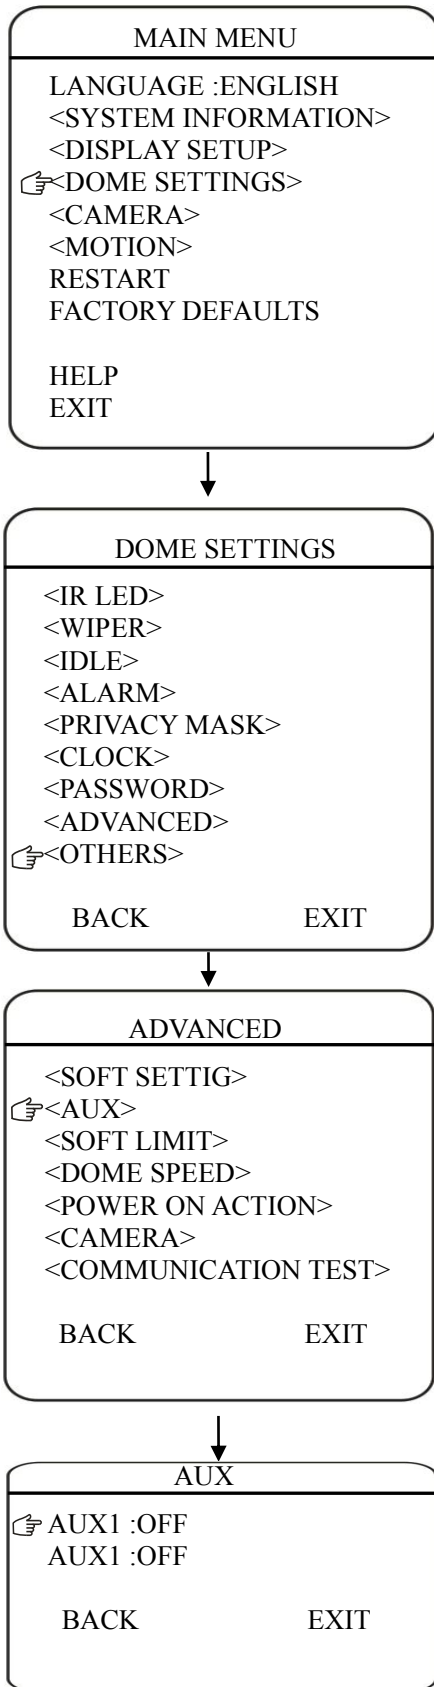 MAIN MENU
LANGUAGE :ENGLISH
<SYSTEM INFORMATION>
<DISPLAY SETUP>
<DOME SETTINGS>
<CAMERA>
<MOTION>
RESTART
FACTORY DEFAULTS
HELP
EXIT
DOME SETTINGS
<IR LED>
<WIPER>
<IDLE>
<ALARM>
<PRIVACY MASK>
<CLOCK>
<PASSWORD>
<ADVANCED>
<OTHERS>
BACK EXIT
ADVANCED
<SOFT SETTIG>
<AUX>
<SOFT LIMIT>
<DOME SPEED>
<POWER ON ACTION>
<CAMERA>
<COMMUNICATION TEST>
BACK EXIT
AUX
AUX1 :OFF
AUX1 :OFF
BACK EXIT